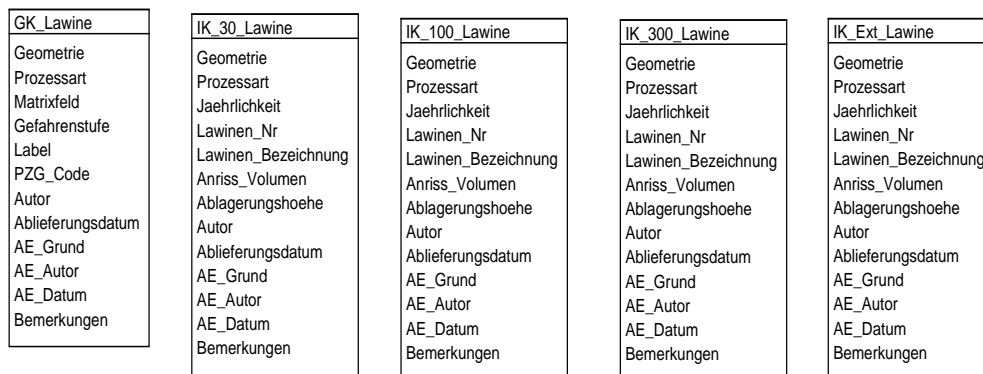 GK_Lawine
Geometrie
Prozessart
Matrixfeld
Gefahrenstufe
Label
PZG_Code
Autor
Ablieferungsdatum
AE_Grund
AE_Autor
AE_Datum
Bemerkungen
IK_30_Lawine
Geometrie
Prozessart
Jaehrlichkeit
Lawinen_Nr
Lawinen_Bezeichnung
Anriss_Volumen
Ablagerungshoehe
Autor
Ablieferungsdatum
AE_Grund
AE_Autor
AE_Datum
Bemerkungen
IK_100_Lawine
Geometrie
Prozessart
Jaehrlichkeit
Lawinen_Nr
Lawinen_Bezeichnung
Anriss_Volumen
Ablagerungshoehe
Autor
Ablieferungsdatum
AE_Grund
AE_Autor
AE_Datum
Bemerkungen
IK_300_Lawine
Geometrie
Prozessart
Jaehrlichkeit
Lawinen_Nr
Lawinen_Bezeichnung
Anriss_Volumen
Ablagerungshoehe
Autor
Ablieferungsdatum
AE_Grund
AE_Autor
AE_Datum
Bemerkungen
IK_Ext_Lawine
Geometrie
Prozessart
Jaehrlichkeit
Lawinen_Nr
Lawinen_Bezeichnung
Anriss_Volumen
Ablagerungshoehe
Autor
Ablieferungsdatum
AE_Grund
AE_Autor
AE_Datum
Bemerkungen